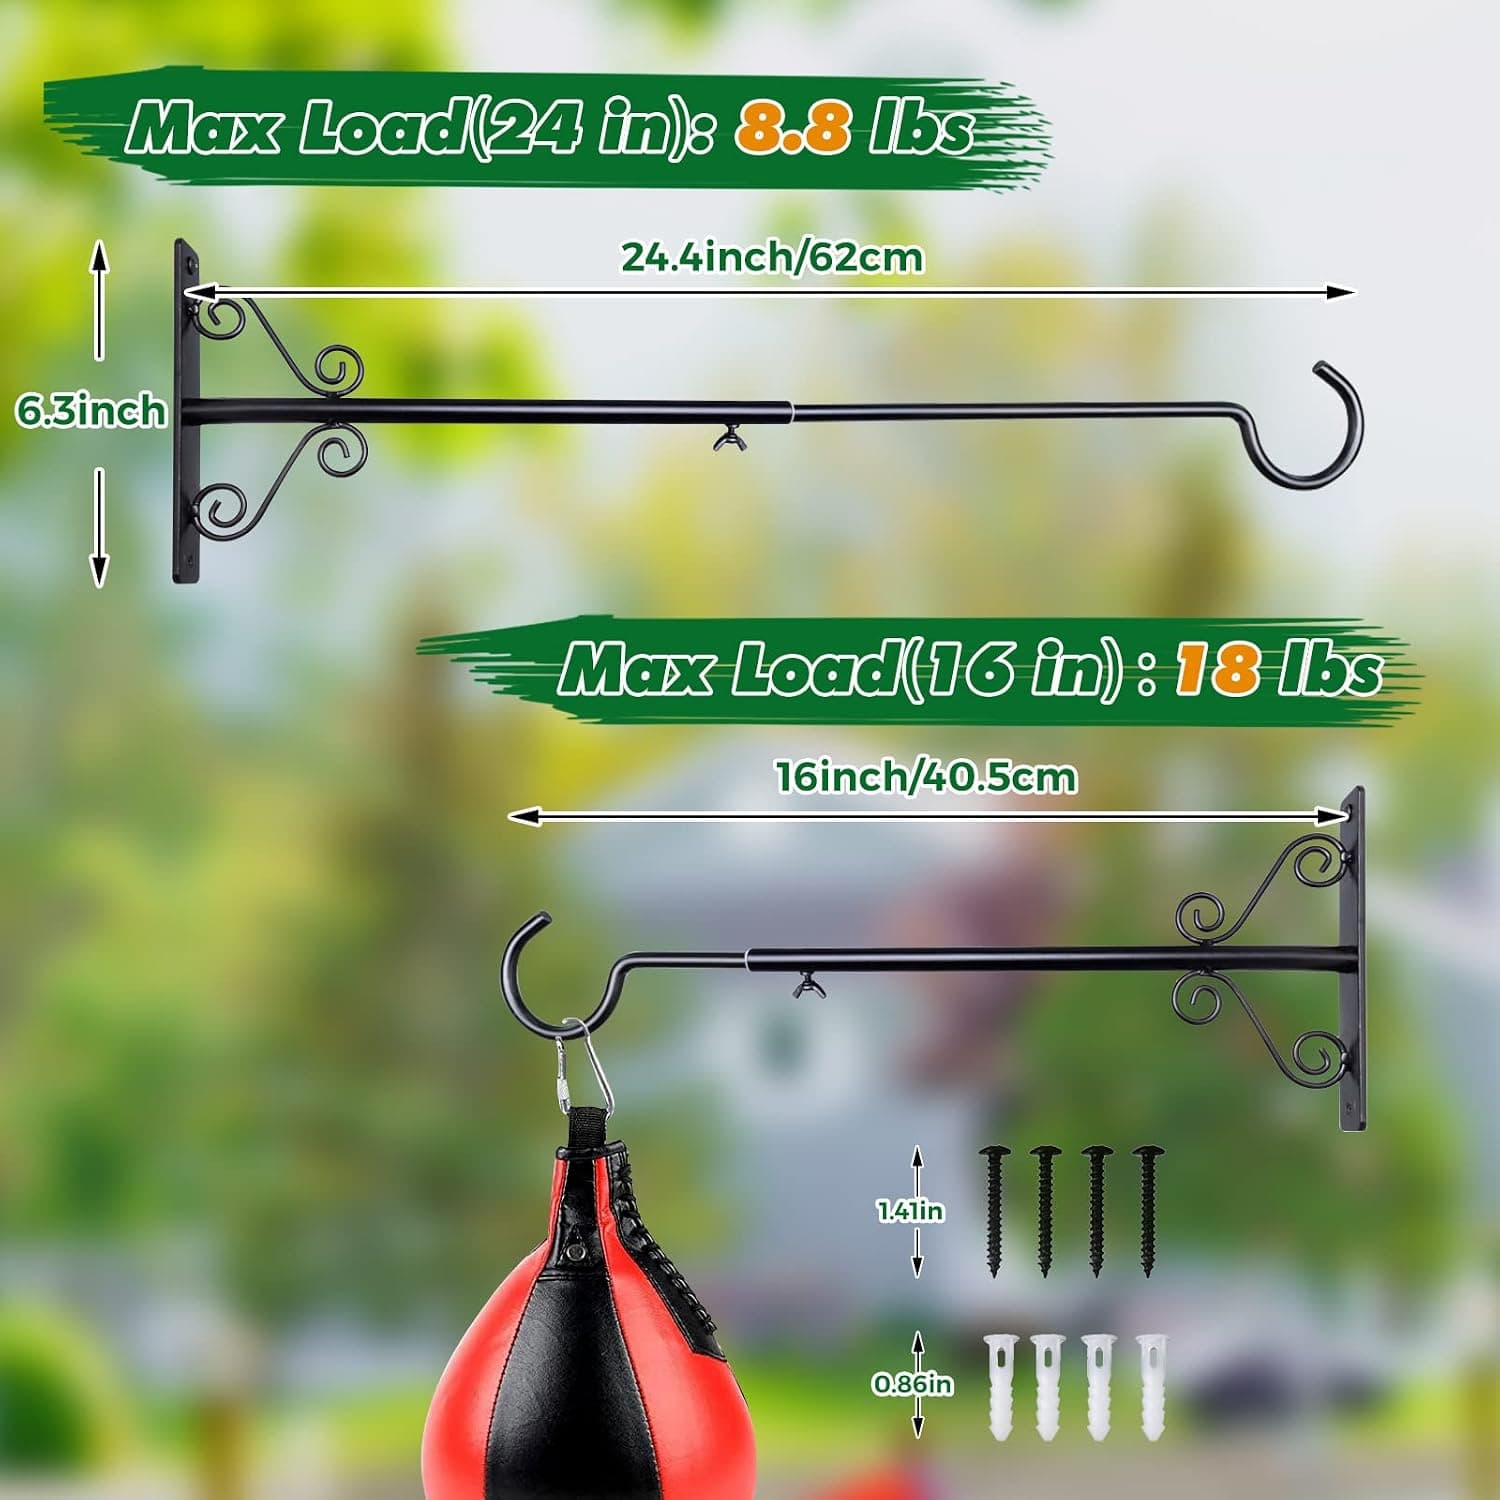 Max Load(24 in): 8.8 lbs
24.4inch/62cm
6.3inch
Max Load(16 in): 18 lbs
16inch/40.5cm
1.41in
0.86in